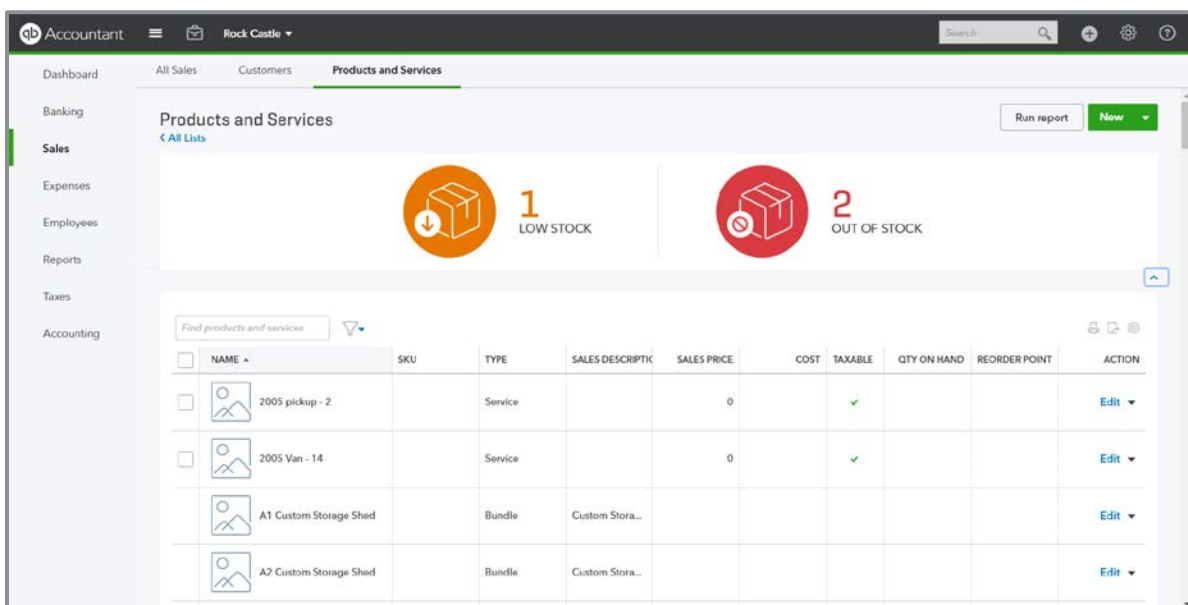 qb Accountant Rock Castle Search
Dashboard
Banking
Sales
Expenses
Employees
Reports
Taxes
Accounting
All Sales Customers Products and Services
Products and Services
All Lists
Run report New
1
LOW STOCK
2
OUT OF STOCK
Find products and services
NAME SKU TYPE SALES DESCRIPTIC SALES PRICE COST TAXABLE QTY ON HAND REORDER POINT ACTION
2005 pickup - 2 Service 0 Edit
2005 Van - 14 Service 0 Edit
A1 Custom Storage Shed Bundle Custom Stora... Edit
A2 Custom Storage Shed Bundle Custom Stora... Edit